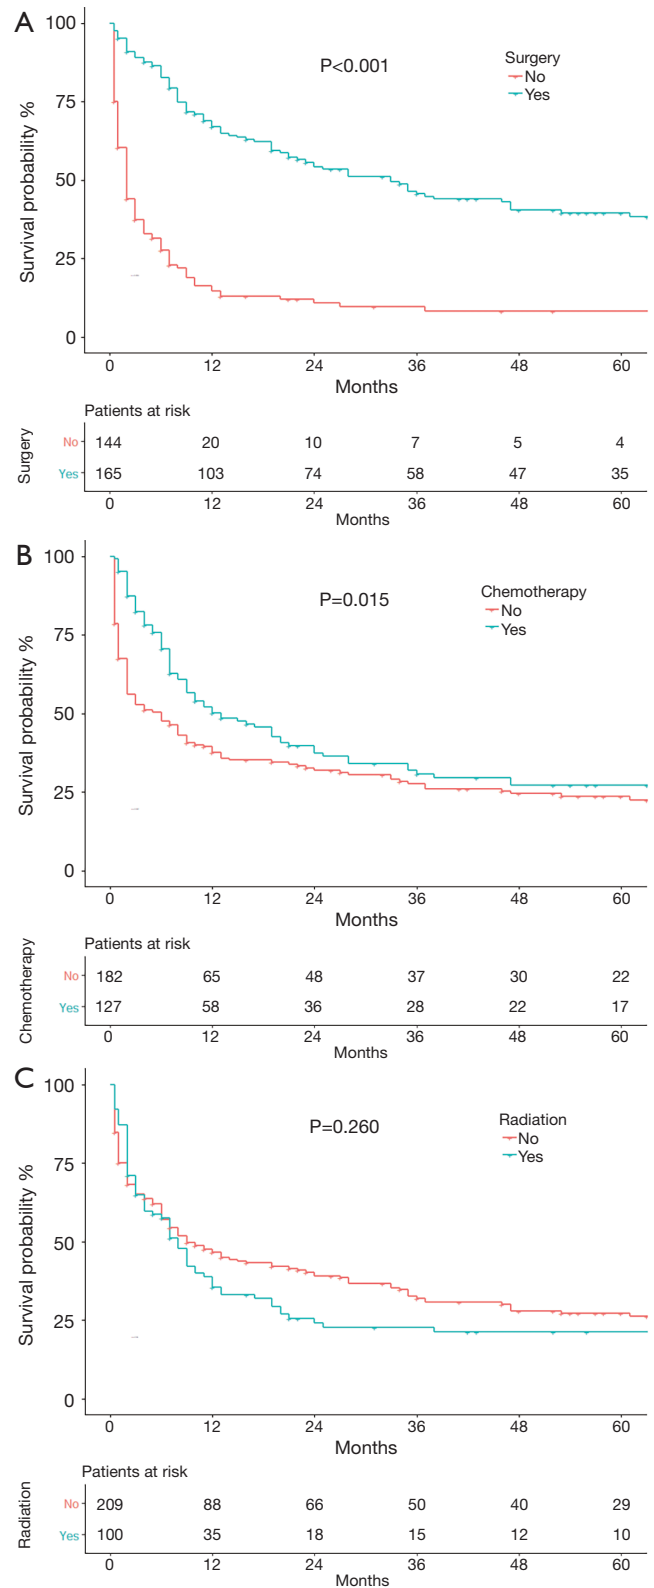 A
100
75
50
25
0
Survival probability %
P<0.001
Surgery
No
Yes
0 12 24 36 48 60
Months
Patients at risk
Surgery
No 144 20 10 7 5 4
Yes 165 103 74 58 47 35
0 12 24 36 48 60
Months
B
100
75
50
25
0
Survival probability %
P=0.015
Chemotherapy
No
Yes
0 12 24 36 48 60
Months
Patients at risk
Chemotherapy
No 182 65 48 37 30 22
Yes 127 58 36 28 22 17
0 12 24 36 48 60
Months
C
100
75
50
25
0
Survival probability %
P=0.260
Radiation
No
Yes
0 12 24 36 48 60
Months
Patients at risk
Radiation
No 209 88 66 50 40 29
Yes 100 35 18 15 12 10
0 12 24 36 48 60
Months